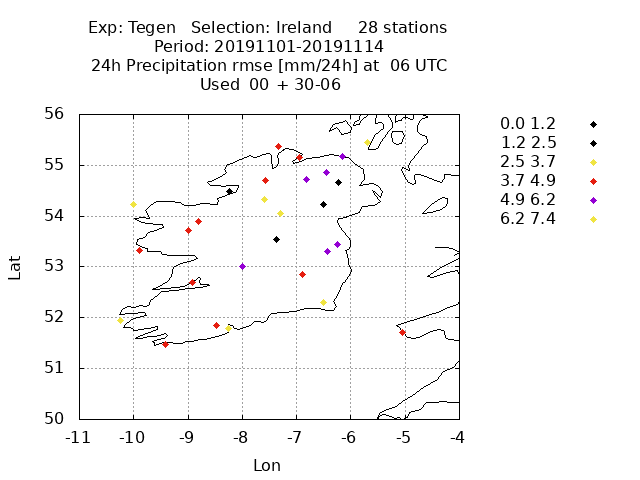 Exp: Tegen   Selection: Ireland     28 stations
Period: 20191101-20191114
24h Precipitation rmse [mm/24h] at  06 UTC
Used  00 + 30-06
56
55
54
53
52
51
50
-11 -10 -9 -8 -7 -6 -5 -4
Lat
Lon
0.0 1.2
1.2 2.5
2.5 3.7
3.7 4.9
4.9 6.2
6.2 7.4